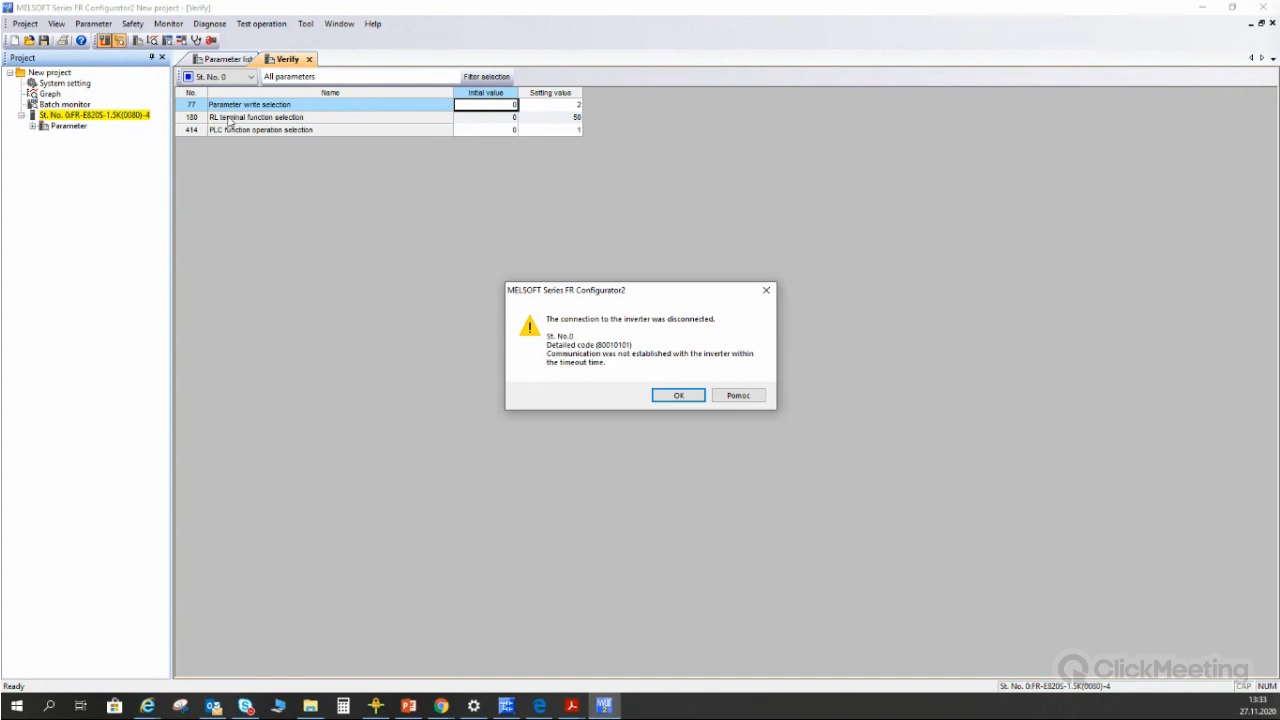 MELSOFT Series FR Configurator2 New project - [Verify]
Project View Parameter Safety Monitor Diagnose Test operation Tool Window Help
Project
Parameter list
Verify
New project
System setting
Graph
Batch monitor
St. No. 0:FR-E820S-1.5K(0080)-4
Parameter
St. No. 0
All parameters
Filter selection
No. Name Initial value Setting value
77 Parameter write selection 0 2
180 RL terminal function selection 0 50
414 PLC function operation selection 0 1
MELSOFT Series FR Configurator2
The connection to the inverter was disconnected.
St. No.0
Detailed code (80010101)
Communication was not established with the inverter within
the timeout time.
OK Pomoc
ClickMeeting
Ready
St. No. 0:FR-E820S-1.5K(0080)-4
CAP NUM
13:33
27.11.2020